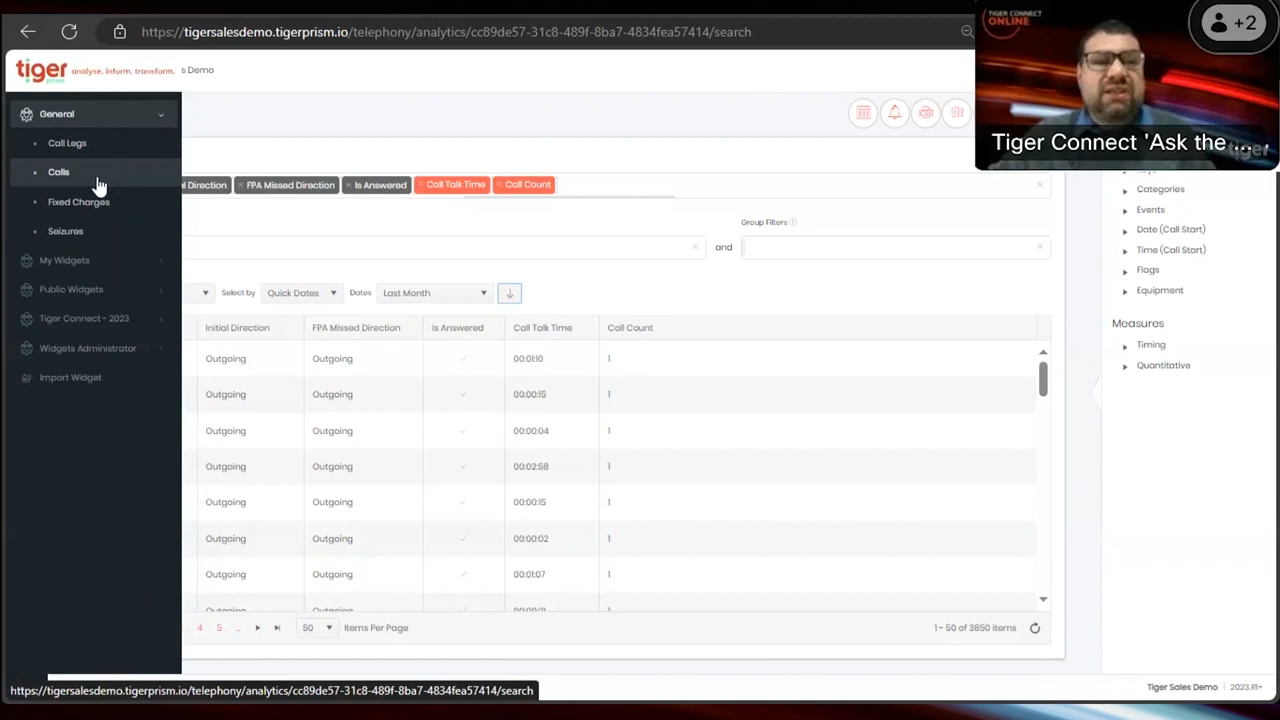 https://tigersalesdemo.tigerprism.io/telephony/analytics/cc89de57-31c8-489f-8ba7-4834fea57414/search
TIGER CONNECT
ONLINE
+2
Tiger Connect 'Ask the ...
tiger
prism
analyse. inform. transform.
s Demo
General
Call Legs
Calls
Fixed Charges
Seizures
My Widgets
Public Widgets
Tiger Connect - 2023
Widgets Administrator
Import Widget
l Direction × FPA Missed Direction × Is Answered × Call Talk Time × Call Count
Group Filters
and
Select by Quick Dates Dates Last Month
Initial Direction FPA Missed Direction Is Answered Call Talk Time Call Count
Outgoing Outgoing ✓ 00:01:10 1
Outgoing Outgoing ✓ 00:00:15 1
Outgoing Outgoing ✓ 00:00:04 1
Outgoing Outgoing ✓ 00:02:58 1
Outgoing Outgoing ✓ 00:00:15 1
Outgoing Outgoing ✓ 00:00:02 1
Outgoing Outgoing ✓ 00:01:07 1
Outgoing Outgoing
4 5 ... 50 Items Per Page 1 - 50 of 3850 items
Categories
Events
Date (Call Start)
Time (Call Start)
Flags
Equipment
Measures
Timing
Quantitative
https://tigersalesdemo.tigerprism.io/telephony/analytics/cc89de57-31c8-489f-8ba7-4834fea57414/search
Tiger Sales Demo 2023.R1+